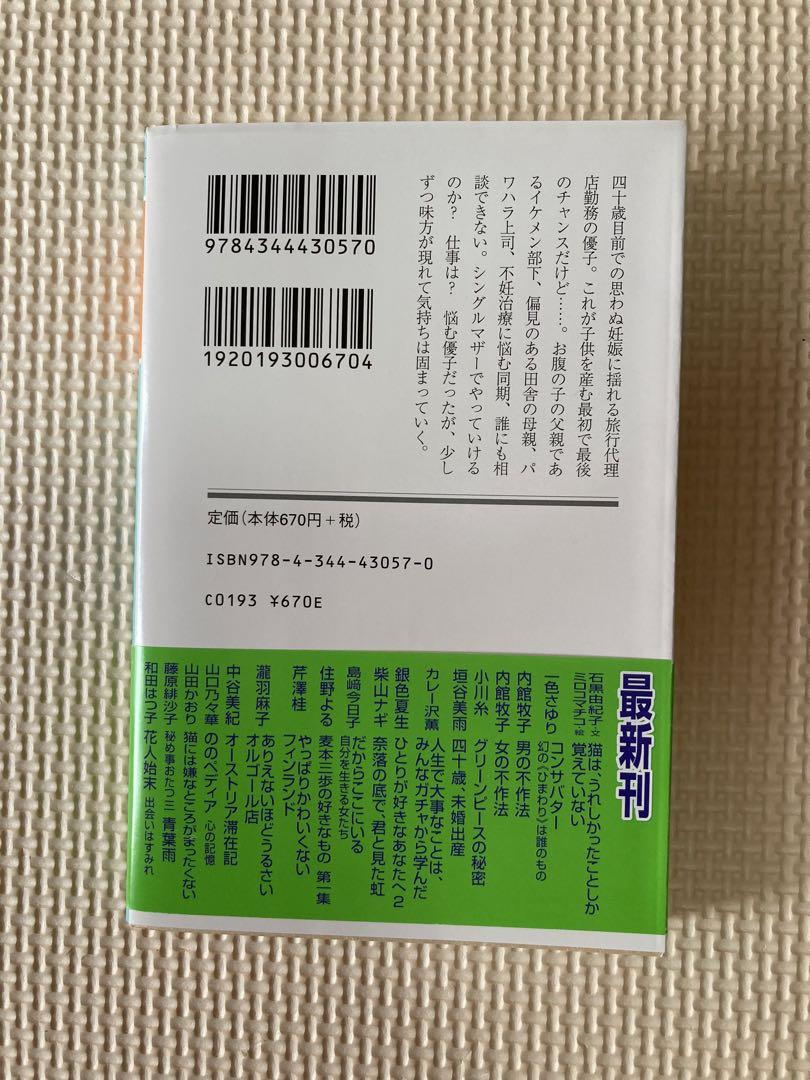 四十歳目前での思わぬ妊娠に揺れる旅行代理
店勤務の優子。これが子供を産む最初で最後
のチャンスだけど……。お腹の子の父親であ
るイケメン部下、偏見のある田舎の母親、パ
ワハラ上司、不妊治療に悩む同期、誰にも相
談できない。シングルマザーでやっていける
のか? 仕事は? 悩む優子だったが、少し
ずつ味方が現れて気持ちは固まっていく。
9784344430570
1920193006704
定価(本体670円+税)
ISBN978-4-344-43057-0
C0193 ¥670E
最新刊
石黒由紀子・文
ミロコマチコ・絵
猫は、うれしかったことしか
覚えていない
一色さゆり
コンサバター
幻の《ひまわり》は誰のもの
内館牧子
男の不作法
内館牧子
女の不作法
小川糸
グリーンピースの秘密
垣谷美雨
四十歳、未婚出産
カレー沢薫
人生で大事なことは、
みんなガチャから学んだ
銀色夏生
ひとりが好きなあなたへ2
柴山ナギ
奈落の底で、君と見た虹
島﨑今日子
だからここにいる
自分を生きる女たち
住野よる
麦本三歩の好きなもの 第一集
芹澤桂
やっぱりかわいくない
フィンランド
瀧羽麻子
ありえないほどうるさい
オルゴール店
中谷美紀
オーストリア滞在記
山口乃々華
ののペディア 心の記憶
山田かおり
猫には嫌なところがまったくない
藤原緋沙子
秘め事おたつ三 青葉雨
和田はつ子
花人始末 出会いはすみれ